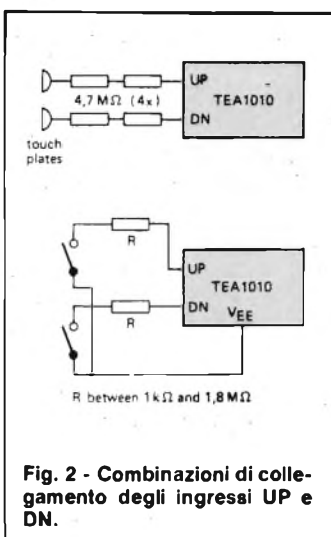 UP
TEA1010
4,7 MΩ (4x)
DN
touch
plates
R
UP
TEA1010
R
DN VEE
R between 1 kΩ and 1,8 MΩ
Fig. 2 - Combinazioni di colle-
gamento degli ingressi UP e
DN.